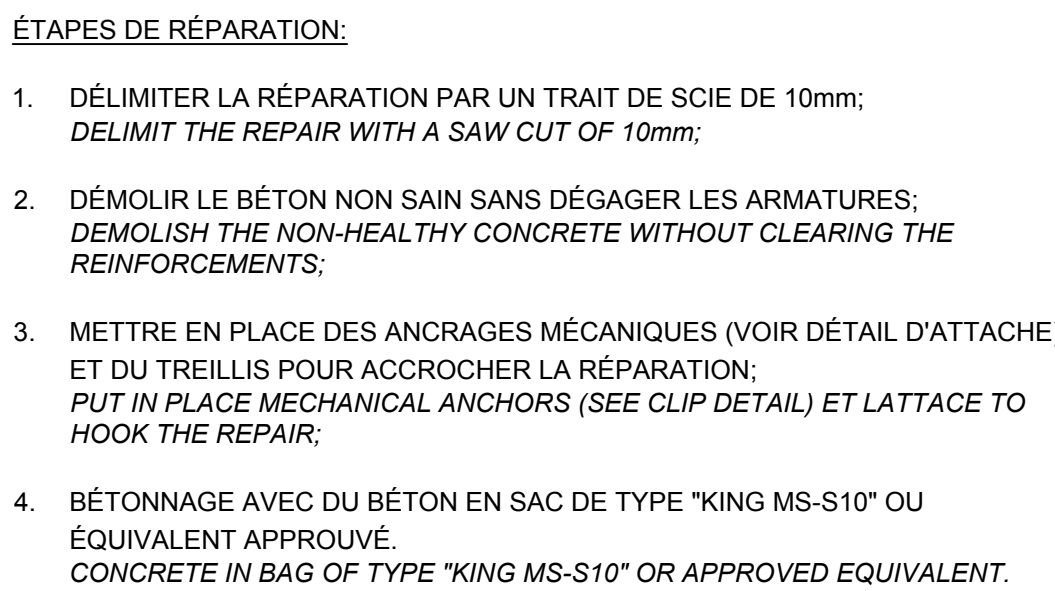 ÉTAPES DE RÉPARATION:
1. DÉLIMITER LA RÉPARATION PAR UN TRAIT DE SCIE DE 10mm;
DELIMIT THE REPAIR WITH A SAW CUT OF 10mm;
2. DÉMOLIR LE BÉTON NON SAIN SANS DÉGAGER LES ARMATURES;
DEMOLISH THE NON-HEALTHY CONCRETE WITHOUT CLEARING THE
REINFORCEMENTS;
3. METTRE EN PLACE DES ANCRAGES MÉCANIQUES (VOIR DÉTAIL D'ATTACHE)
ET DU TREILLIS POUR ACCROCHER LA RÉPARATION;
PUT IN PLACE MECHANICAL ANCHORS (SEE CLIP DETAIL) ET LATTACE TO
HOOK THE REPAIR;
4. BÉTONNAGE AVEC DU BÉTON EN SAC DE TYPE "KING MS-S10" OU
ÉQUIVALENT APPROUVÉ.
CONCRETE IN BAG OF TYPE "KING MS-S10" OR APPROVED EQUIVALENT.